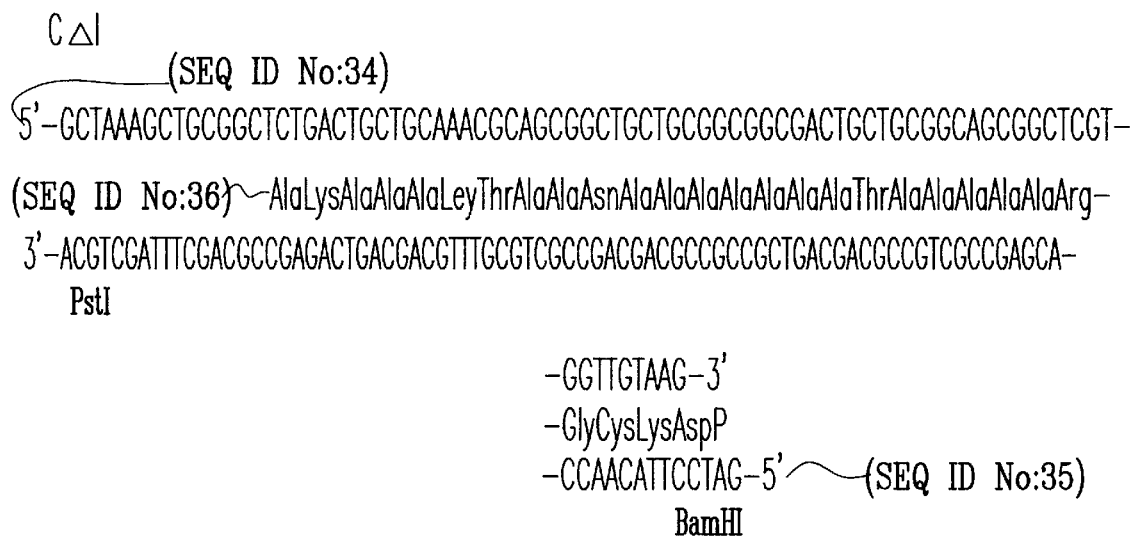 C△I
(SEQ ID No:34)
5'-GCTAAAGCTGCGGCTCTGACTGCTGCAAACGCAGCGGCTGCTGCGGCGGCGACTGCTGCGGCAGCGGCTCGT-
(SEQ ID No:36) AlaLysAlaAlaAlaLeyThrAlaAlaAsnAlaAlaAlaAlaAlaAlaAlaThrAlaAlaAlaAlaAlaArg-
3'-ACGTCGATTTCGACGCCGAGACTGACGACGTTTGCGTCGCCGACGACGCCGCCGCTGACGACGCCGTCGCCGAGCA-
PstI
-GGTTGTAAG-3'
-GlyCysLysAspP
-CCAACATTCCTAG-5' (SEQ ID No:35)
BamHI